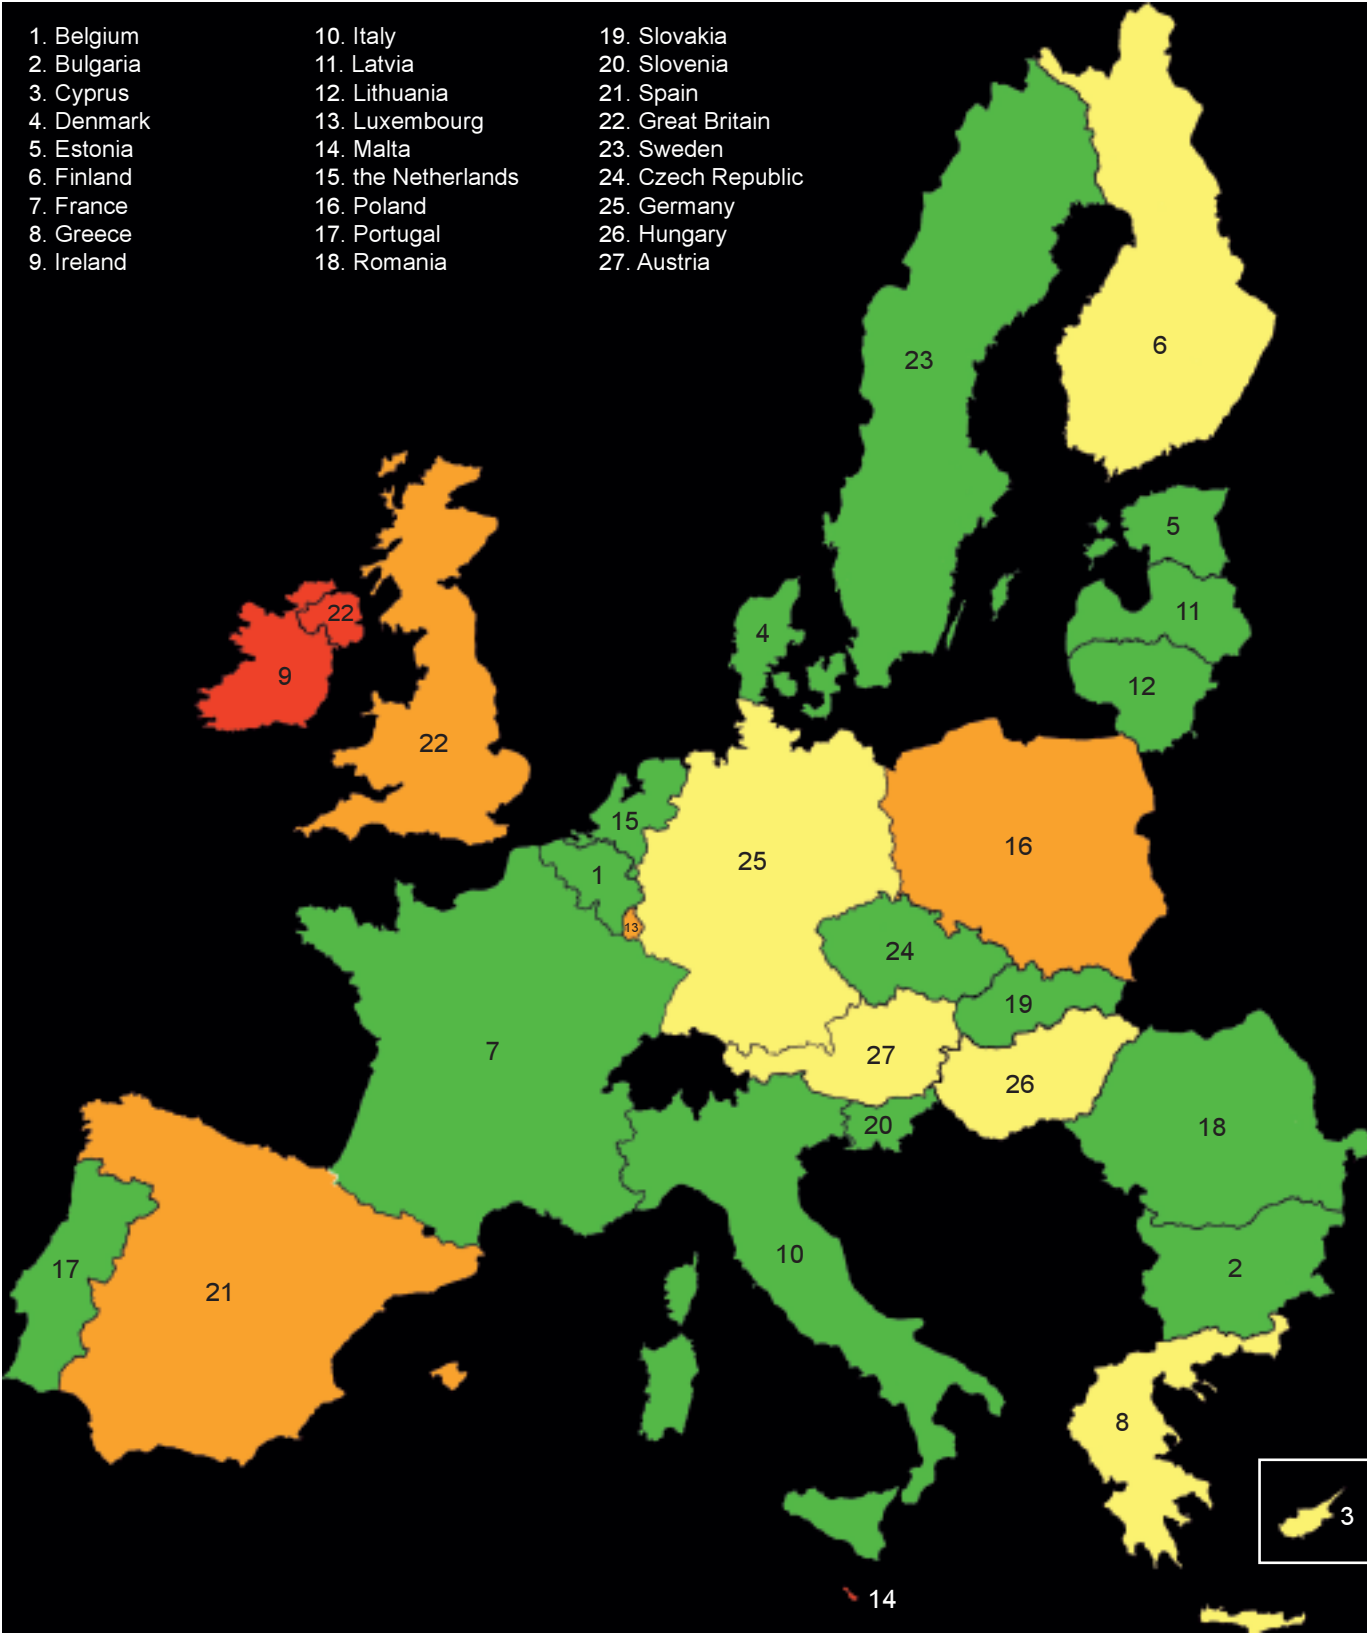 1. Belgium
2. Bulgaria
3. Cyprus
4. Denmark
5. Estonia
6. Finland
7. France
8. Greece
9. Ireland
10. Italy
11. Latvia
12. Lithuania
13. Luxembourg
14. Malta
15. the Netherlands
16. Poland
17. Portugal
18. Romania
19. Slovakia
20. Slovenia
21. Spain
22. Great Britain
23. Sweden
24. Czech Republic
25. Germany
26. Hungary
27. Austria
6
23
5
22
11
4
9
12
22
15
16
25
1
13
24
19
7
27
26
20
18
10
17
2
21
8
3
14